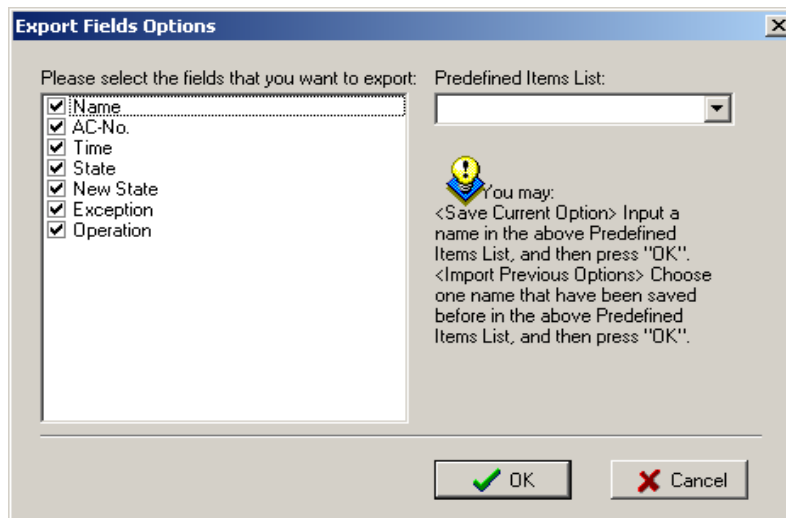 Export Fields Options
Please select the fields that you want to export:
Name
AC-No.
Time
State
New State
Exception
Operation
Predefined Items List:
You may:
<Save Current Option> Input a
name in the above Predefined
Items List, and then press "OK".
<Import Previous Options> Choose
one name that have been saved
before in the above Predefined
Items List, and then press "OK".
OK
Cancel